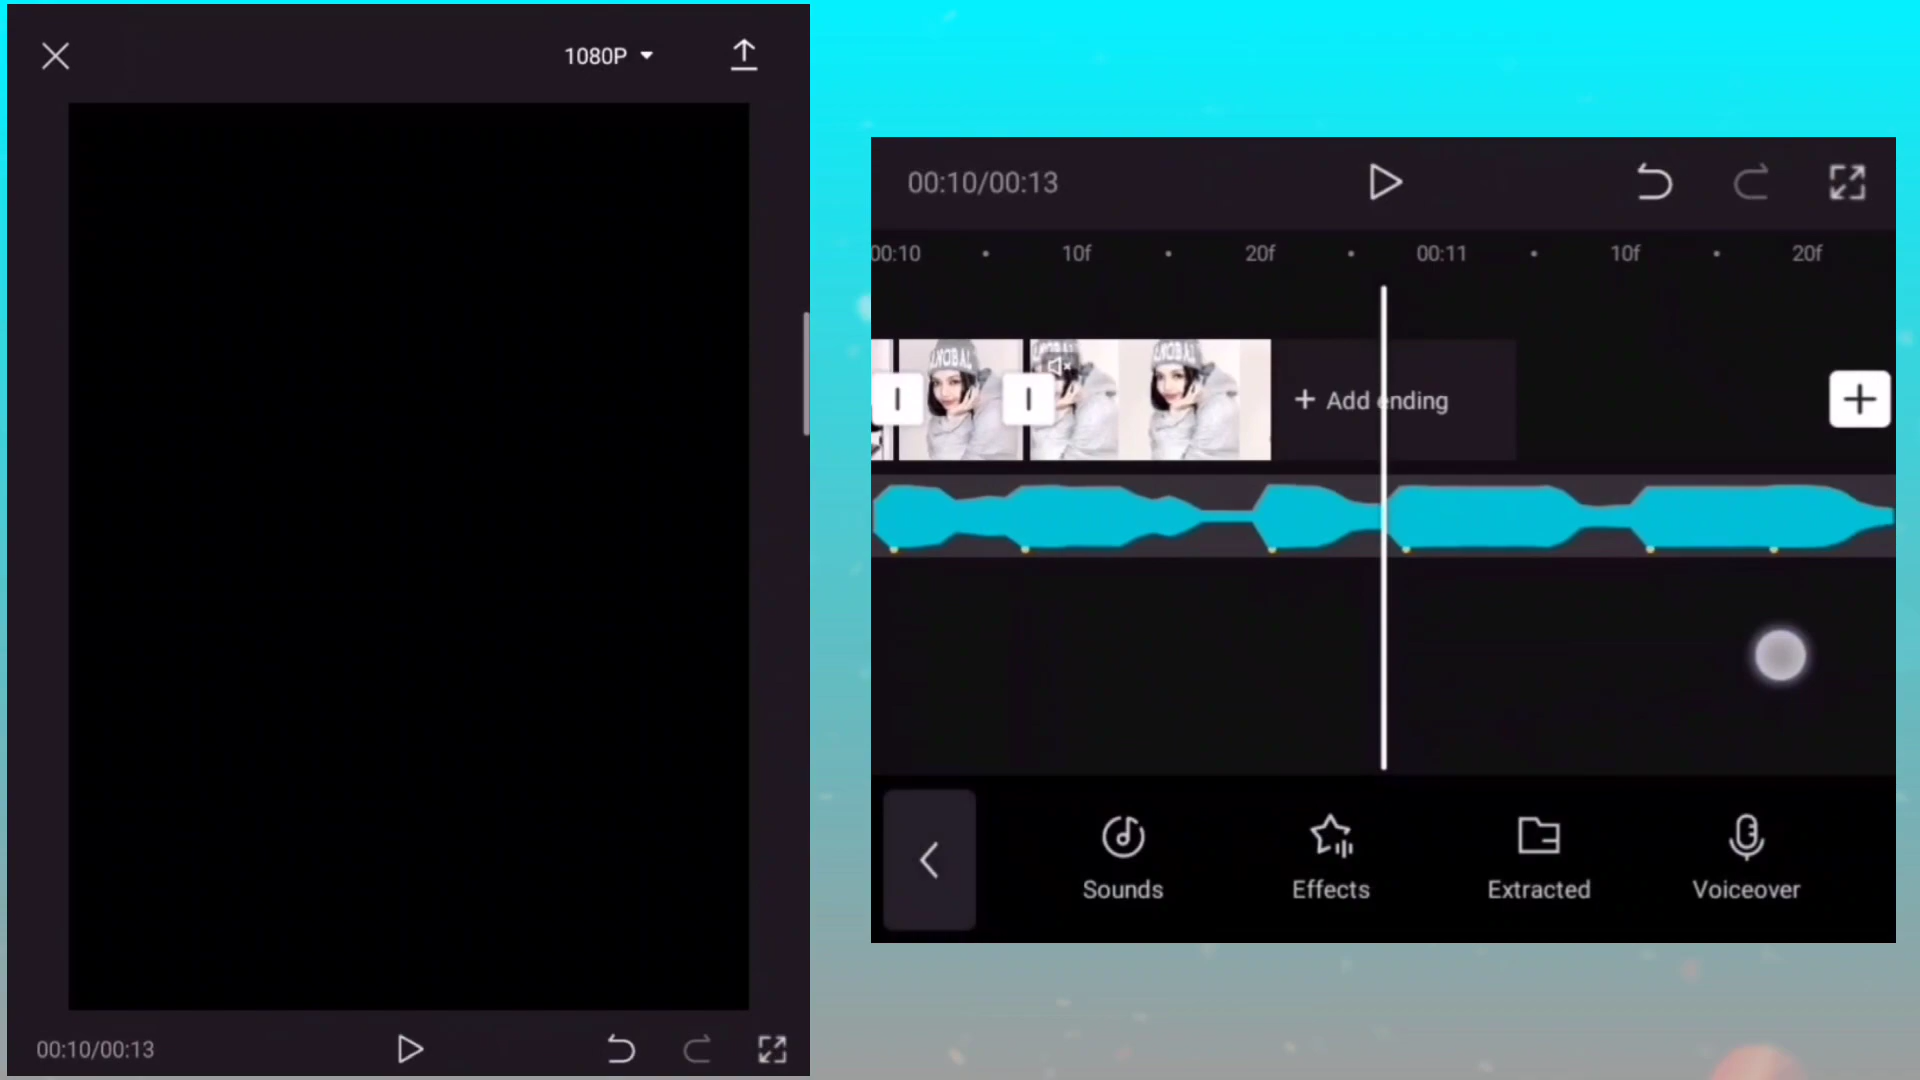 1080P
00:10/00:13
00:10/00:13
00:10 10f 20f 00:11 10f 20f
+ Add ending
Sounds
Effects
Extracted
Voiceover